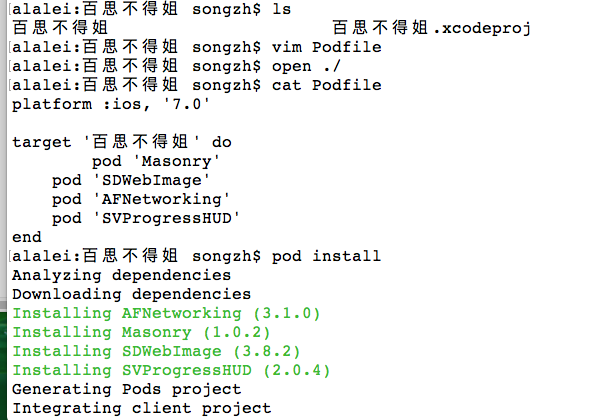 [alalei:百思不得姐 songzh$ ls
百思不得姐                      百思不得姐.xcodeproj
[alalei:百思不得姐 songzh$ vim Podfile
[alalei:百思不得姐 songzh$ open ./
[alalei:百思不得姐 songzh$ cat Podfile
platform :ios, '7.0'

target '百思不得姐' do
        pod 'Masonry'
    pod 'SDWebImage'
    pod 'AFNetworking'
    pod 'SVProgressHUD'
end
[alalei:百思不得姐 songzh$ pod install
Analyzing dependencies
Downloading dependencies
Installing AFNetworking (3.1.0)
Installing Masonry (1.0.2)
Installing SDWebImage (3.8.2)
Installing SVProgressHUD (2.0.4)
Generating Pods project
Integrating client project